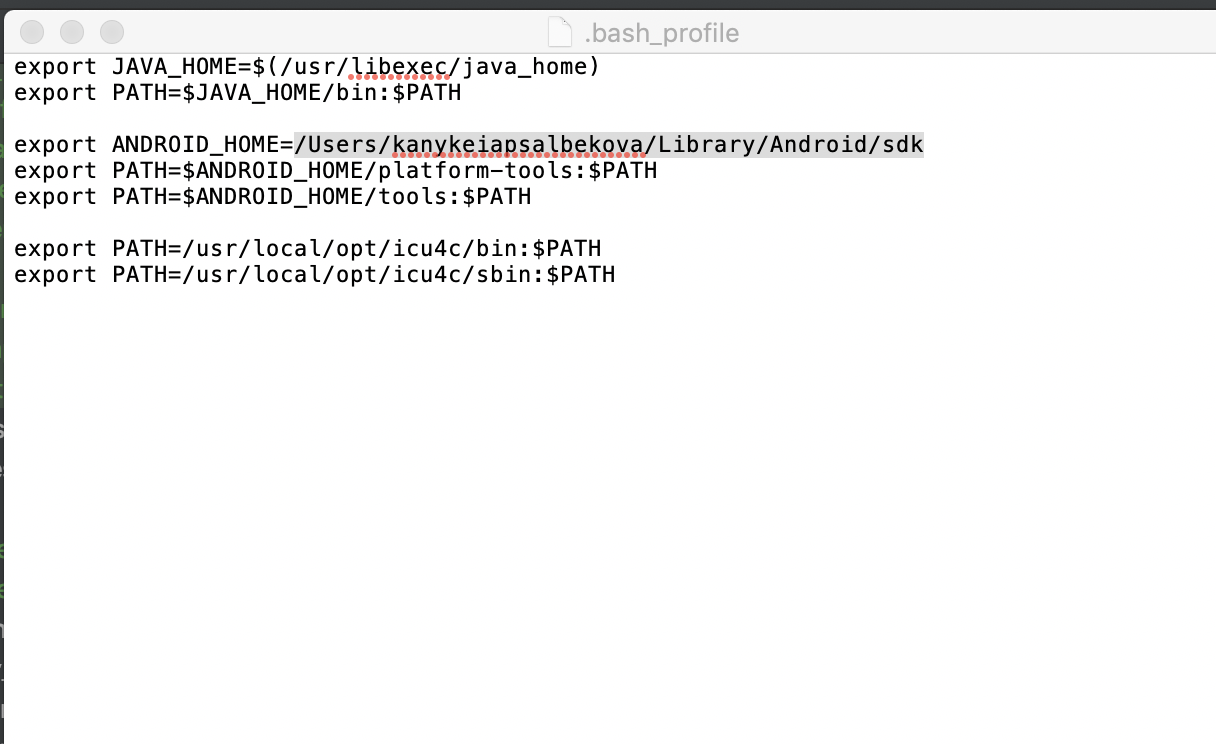 .bash_profile
export JAVA_HOME=$(/usr/libexec/java_home)
export PATH=$JAVA_HOME/bin:$PATH
export ANDROID_HOME=/Users/kanykeiapsalbekova/Library/Android/sdk
export PATH=$ANDROID_HOME/platform-tools:$PATH
export PATH=$ANDROID_HOME/tools:$PATH
export PATH=/usr/local/opt/icu4c/bin:$PATH
export PATH=/usr/local/opt/icu4c/sbin:$PATH